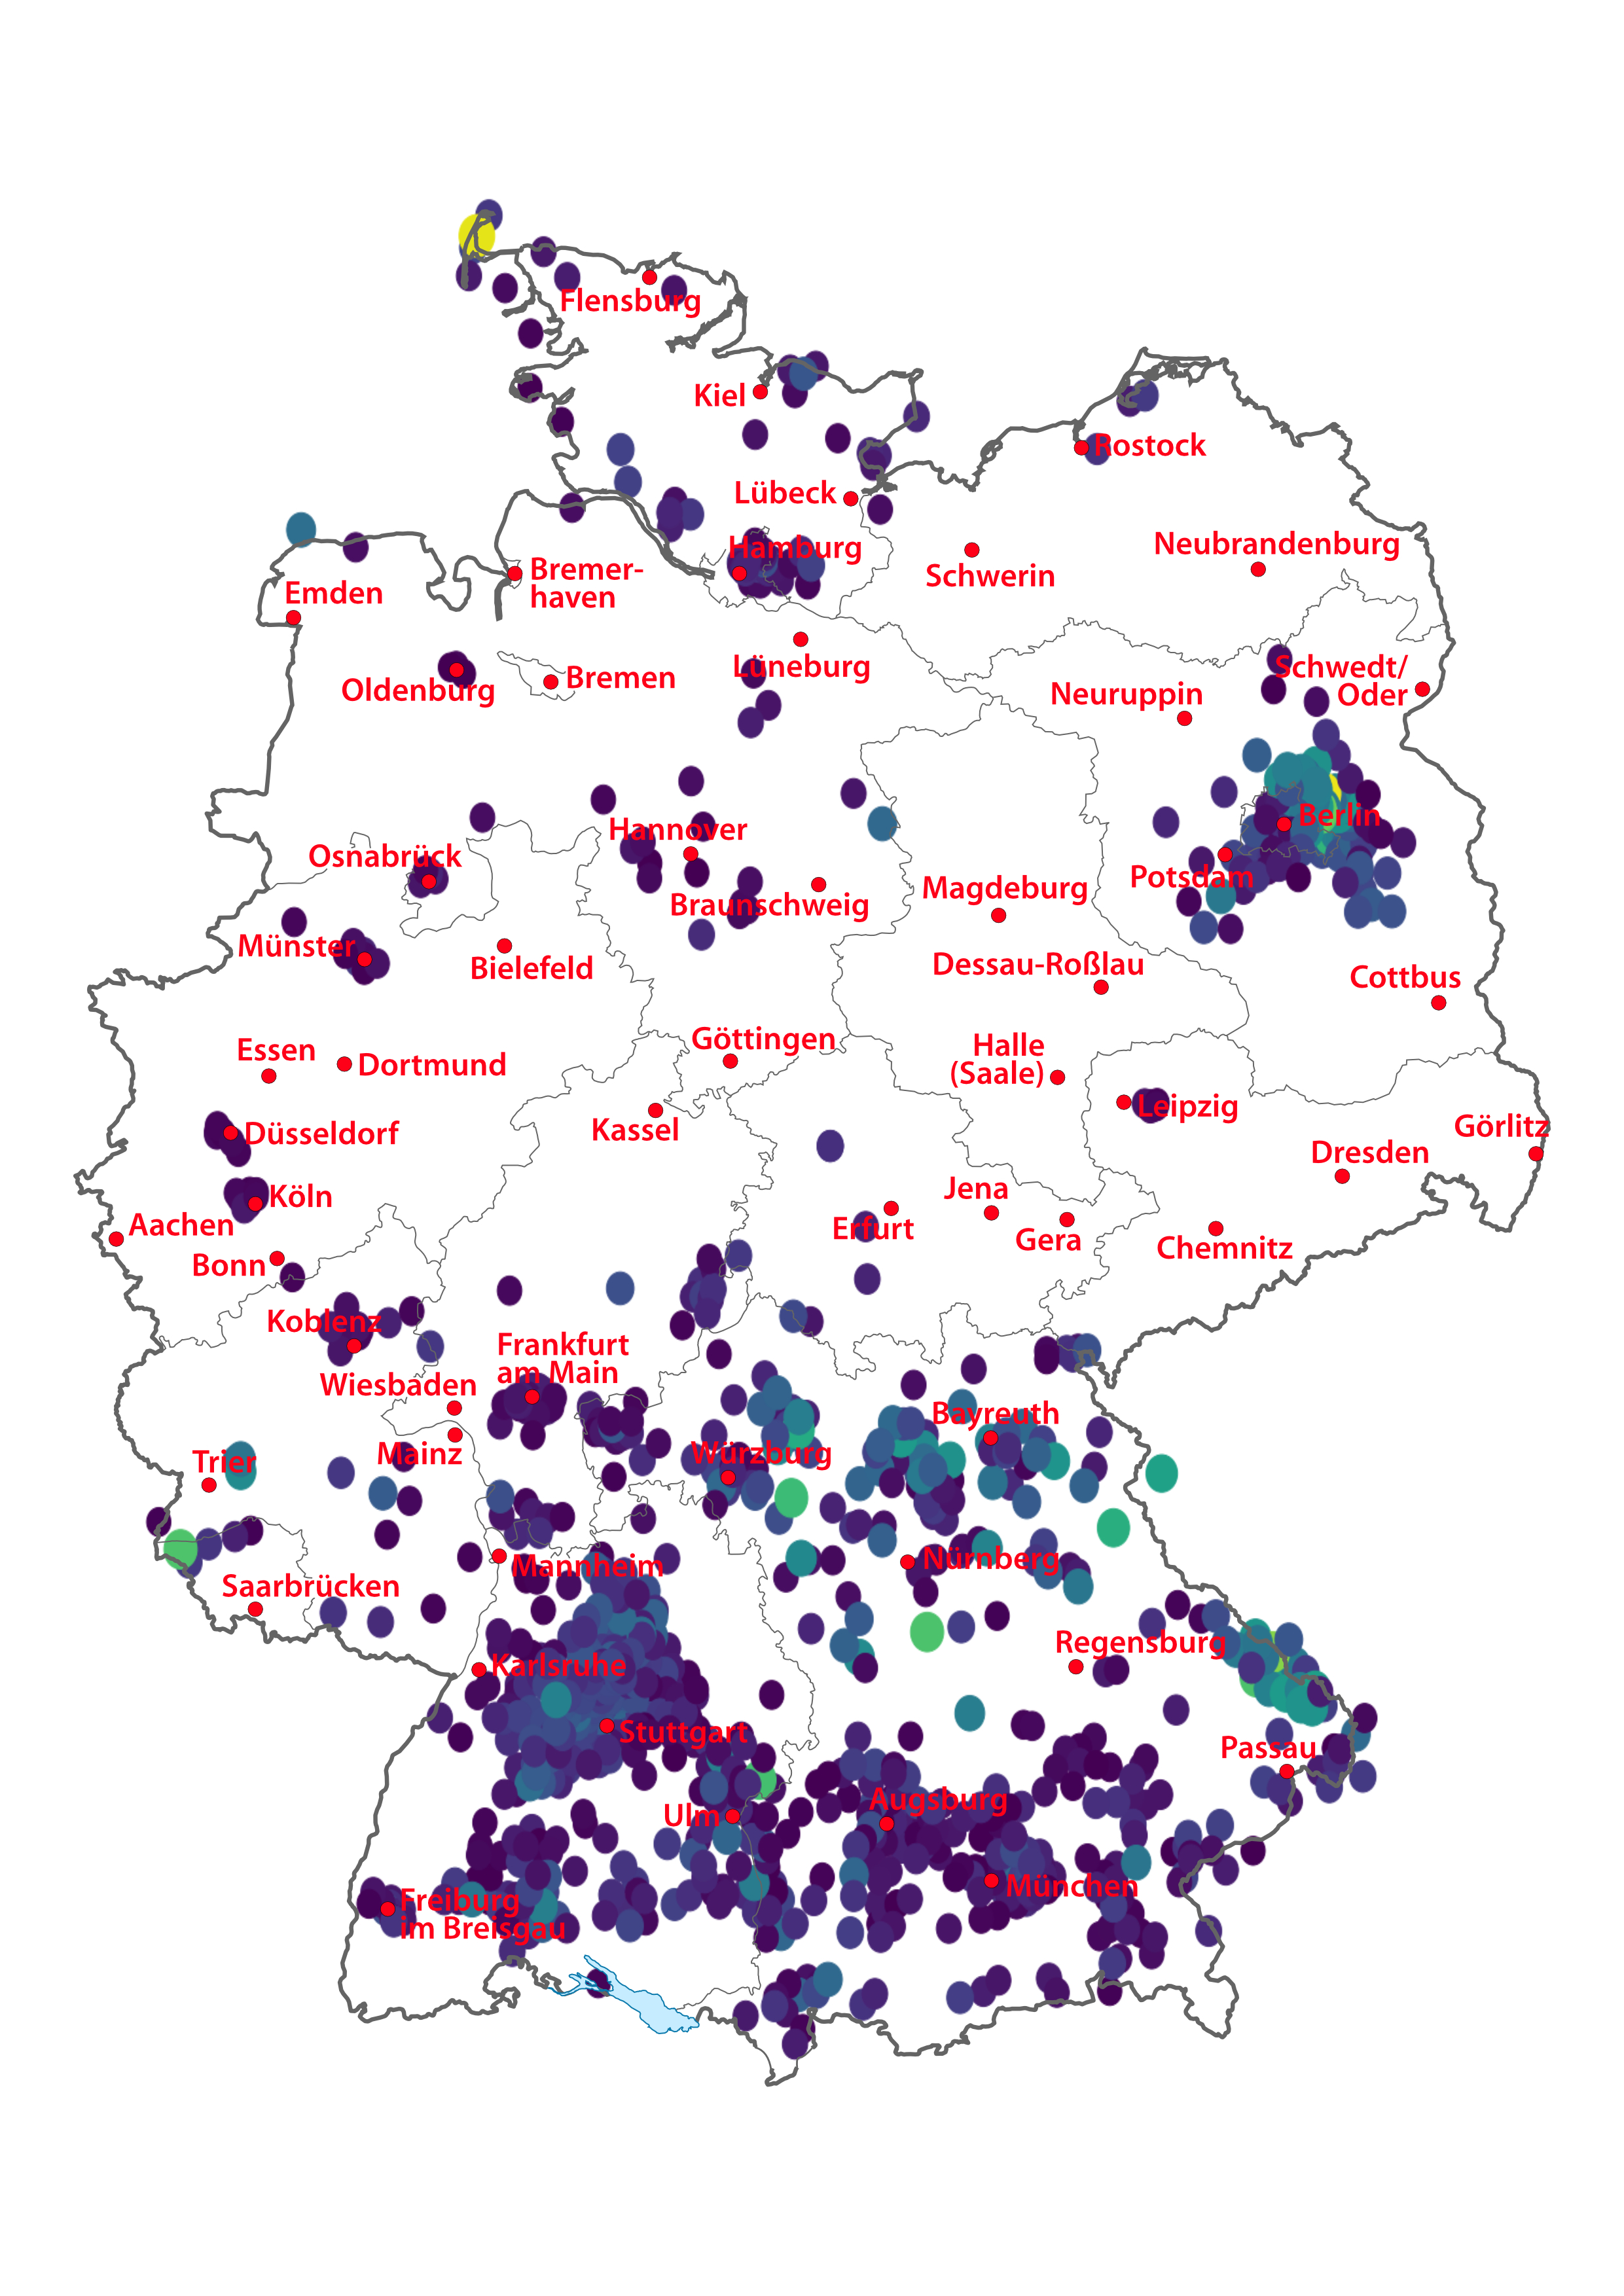 Flensburg
Kiel
Rostock
Lübeck
Hamburg
Neubrandenburg
Schwerin
Bremer-
haven
Emden
Lüneburg
Schwedt/
Oder
Oldenburg
Bremen
Neuruppin
Hannover
Berlin
Osnabrück
Potsdam
Magdeburg
Braunschweig
Münster
Bielefeld
Dessau-Roßlau
Cottbus
Göttingen
Essen
Dortmund
Halle
(Saale)
Leipzig
Kassel
Düsseldorf
Görlitz
Dresden
Jena
Köln
Aachen
Erfurt
Gera
Chemnitz
Bonn
Koblenz
Frankfurt
am Main
Wiesbaden
Bayreuth
Mainz
Würzburg
Trier
Nürnberg
Mannheim
Saarbrücken
Regensburg
Karlsruhe
Stuttgart
Passau
Augsburg
Ulm
München
Freiburg
im Breisgau